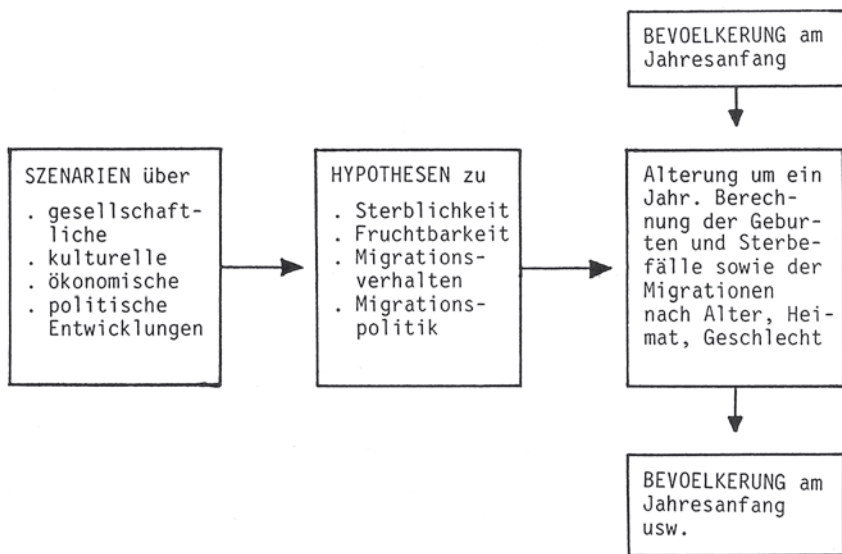 BEVOELKERUNG am
Jahresanfang
SZENARIEN über
. gesellschaft-
liche
. kulturelle
. ökonomische
. politische
Entwicklungen
HYPOTHESEN zu
. Sterblichkeit
. Fruchtbarkeit
. Migrations-
verhalten
. Migrations-
politik
Alterung um ein
Jahr. Berech-
nung der Gebur-
ten und Sterbe-
fälle sowie der
Migrationen
nach Alter, Hei-
mat, Geschlecht
BEVOELKERUNG am
Jahresanfang
usw.